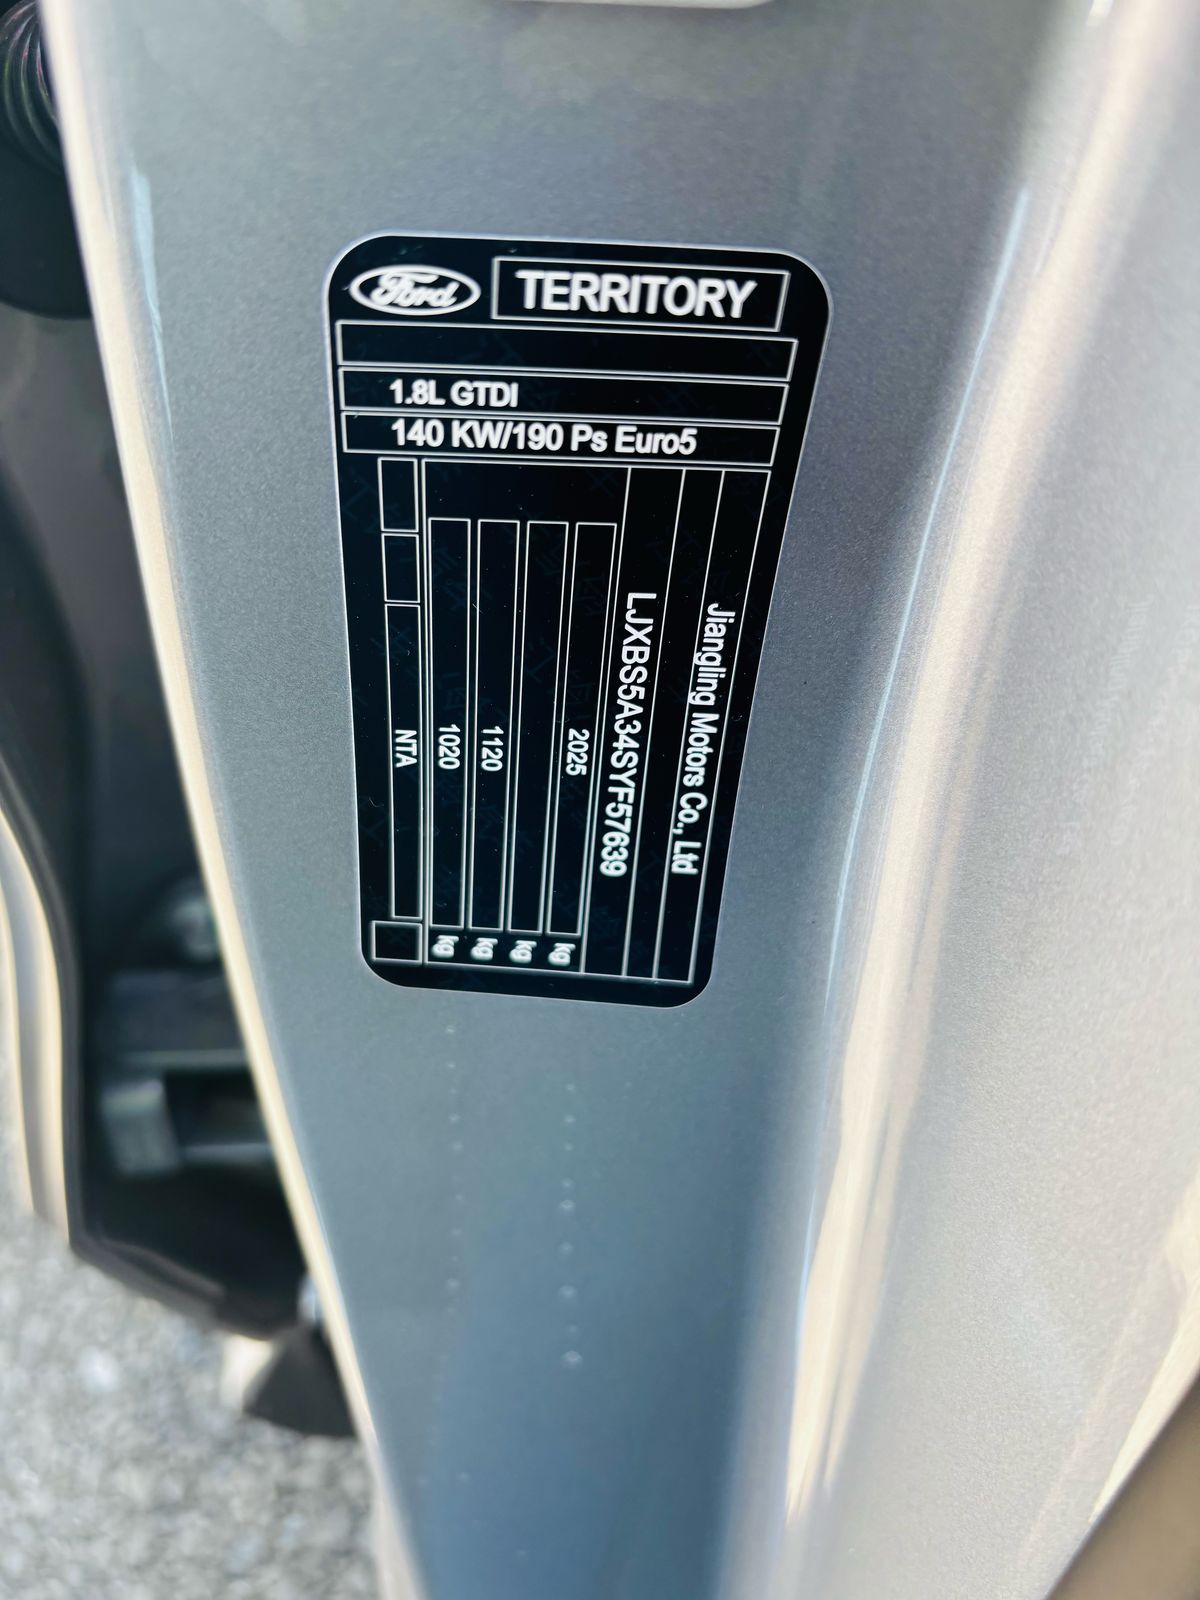 Ford
TERRITORY
1.8L GTDI
140 KW/190 Ps Euro5
Jiangling Motors Co., Ltd
LJXBS5A34SYF57639
2025 kg
kg
1120 kg
1020 kg
NTA